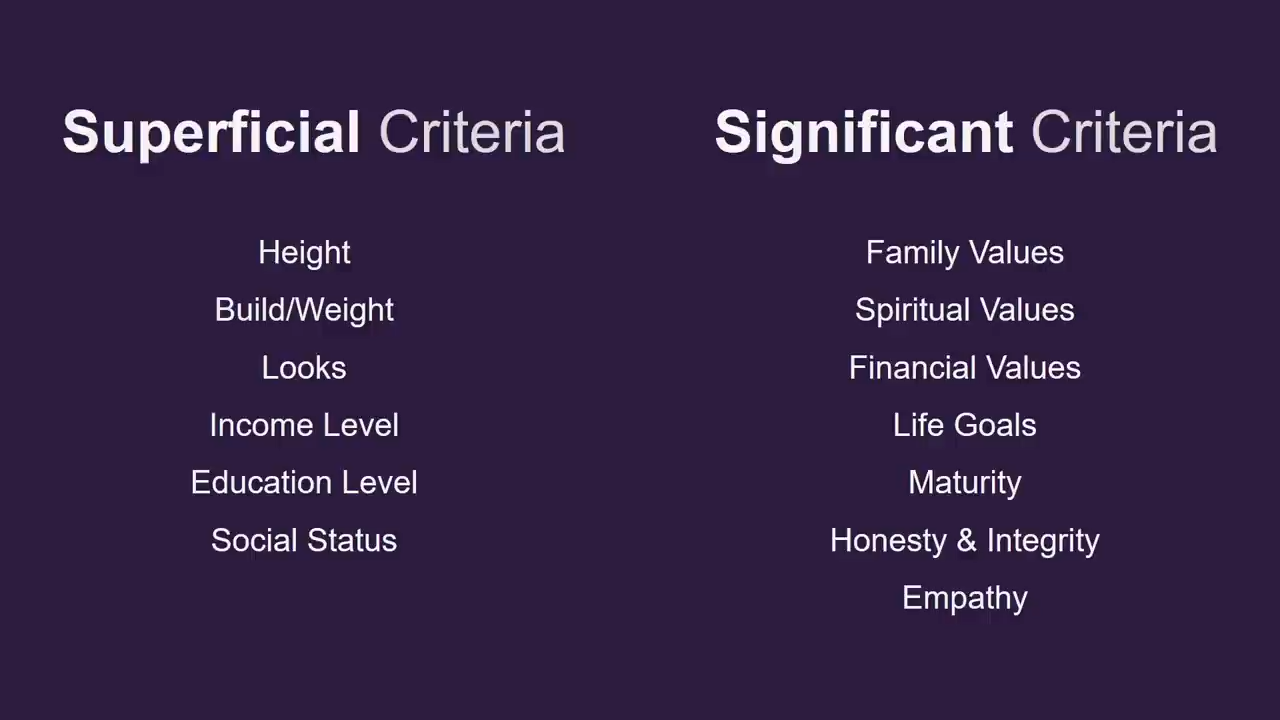 Superficial Criteria
Height
Build/Weight
Looks
Income Level
Education Level
Social Status
Significant Criteria
Family Values
Spiritual Values
Financial Values
Life Goals
Maturity
Honesty & Integrity
Empathy